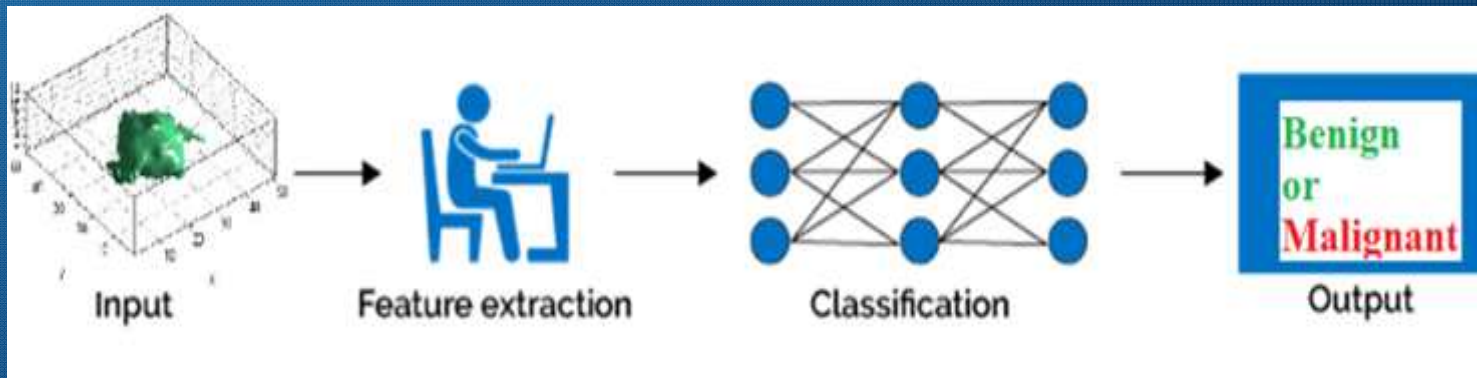 Benign
or
Malignant
Input
Feature extraction
Classification
Output